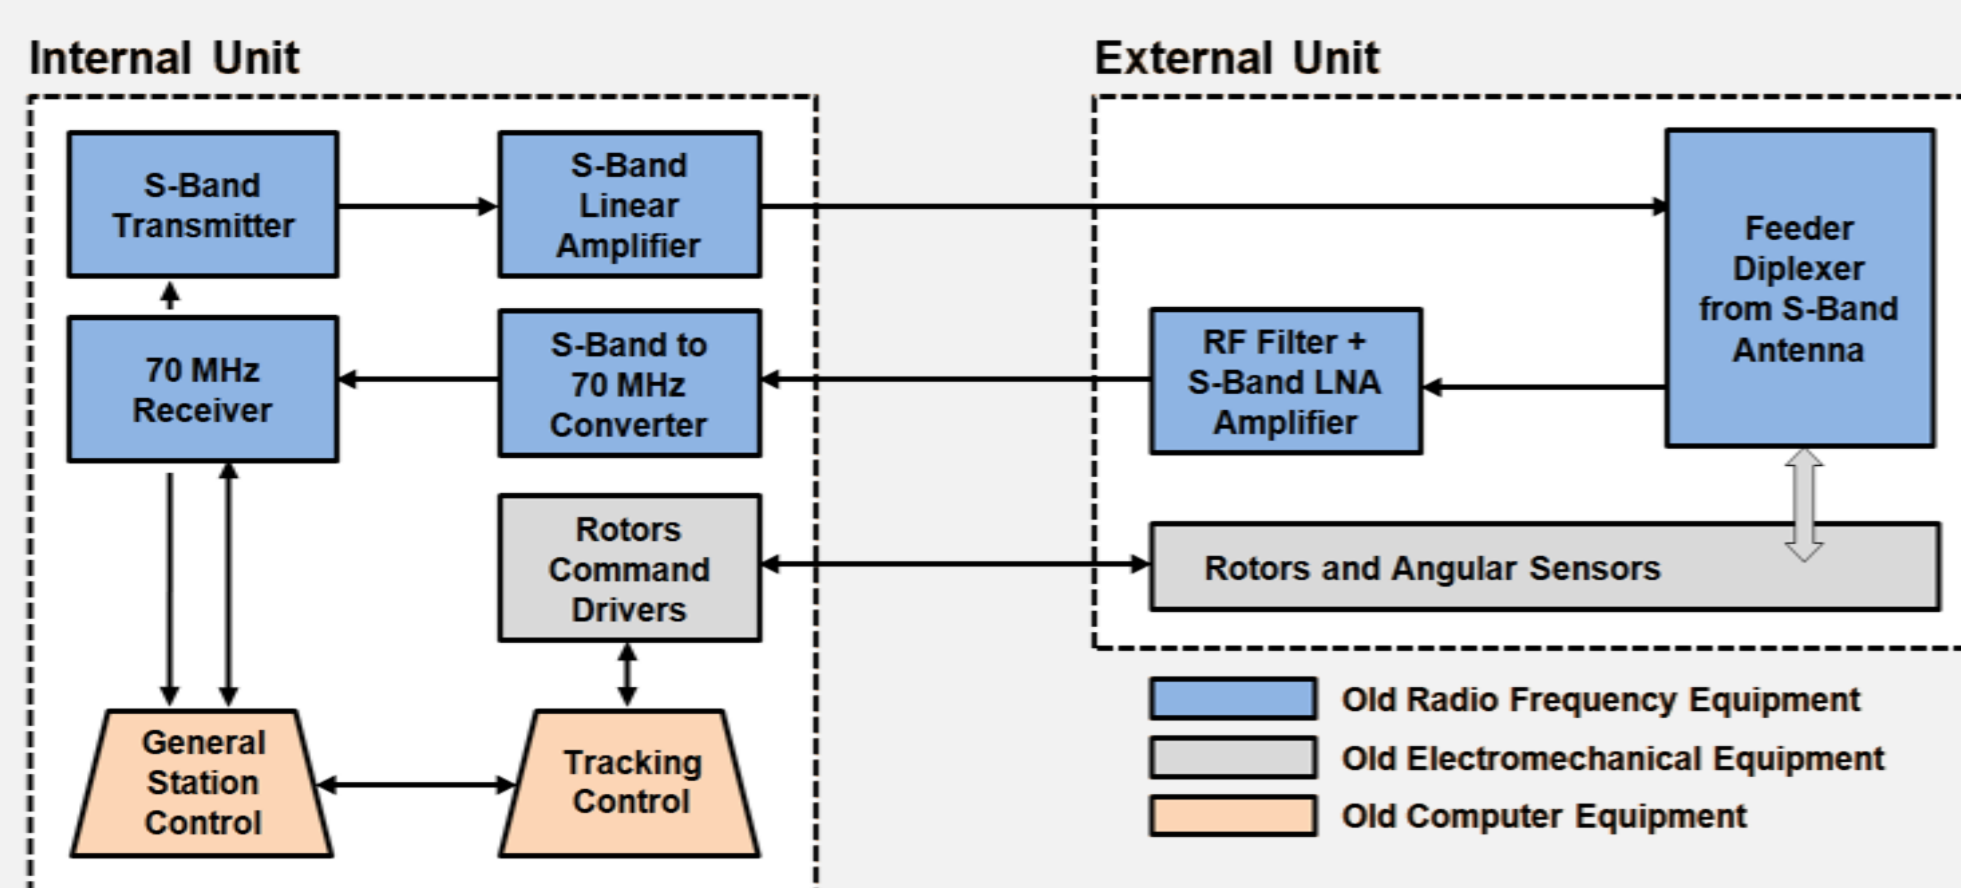 Internal Unit
External Unit
S-Band
Transmitter
S-Band
Linear
Amplifier
Feeder
Diplexer
from S-Band
Antenna
70 MHz
Receiver
S-Band to
70 MHz
Converter
RF Filter +
S-Band LNA
Amplifier
Rotors
Command
Drivers
Rotors and Angular Sensors
General
Station
Control
Tracking
Control
Old Radio Frequency Equipment
Old Electromechanical Equipment
Old Computer Equipment